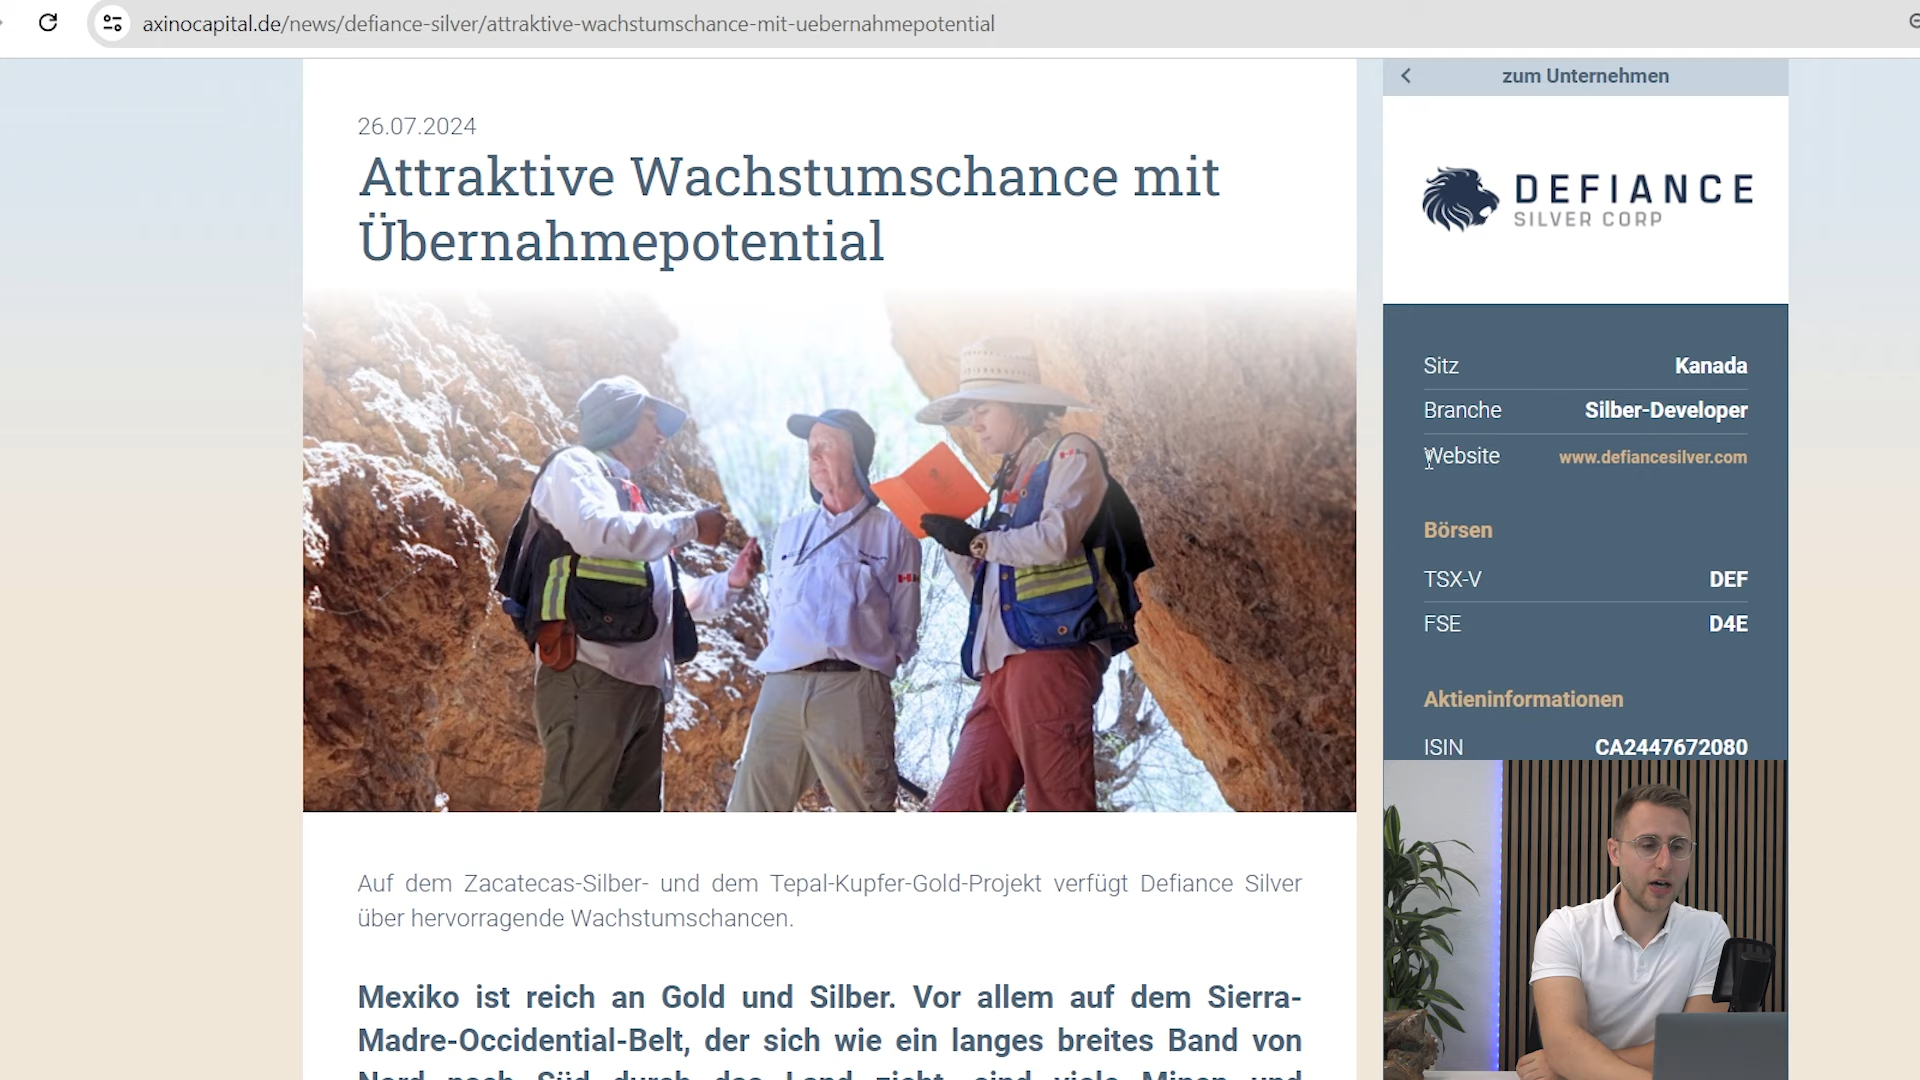 axinocapital.de/news/defiance-silver/attraktive-wachstumschance-mit-uebernahmepotential
26.07.2024
Attraktive Wachstumschance mit
Übernahmepotential
Auf dem Zacatecas-Silber- und dem Tepal-Kupfer-Gold-Projekt verfügt Defiance Silver
über hervorragende Wachstumschancen.
Mexiko ist reich an Gold und Silber. Vor allem auf dem Sierra-
Madre-Occidental-Belt, der sich wie ein langes breites Band von
Nord nach Süd durch das Land zieht, sind viele Minen und
zum Unternehmen
DEFIANCE
SILVER CORP
Sitz Kanada
Branche Silber-Developer
Website www.defiancesilver.com
Börsen
TSX-V DEF
FSE D4E
Aktieninformationen
ISIN CA2447672080